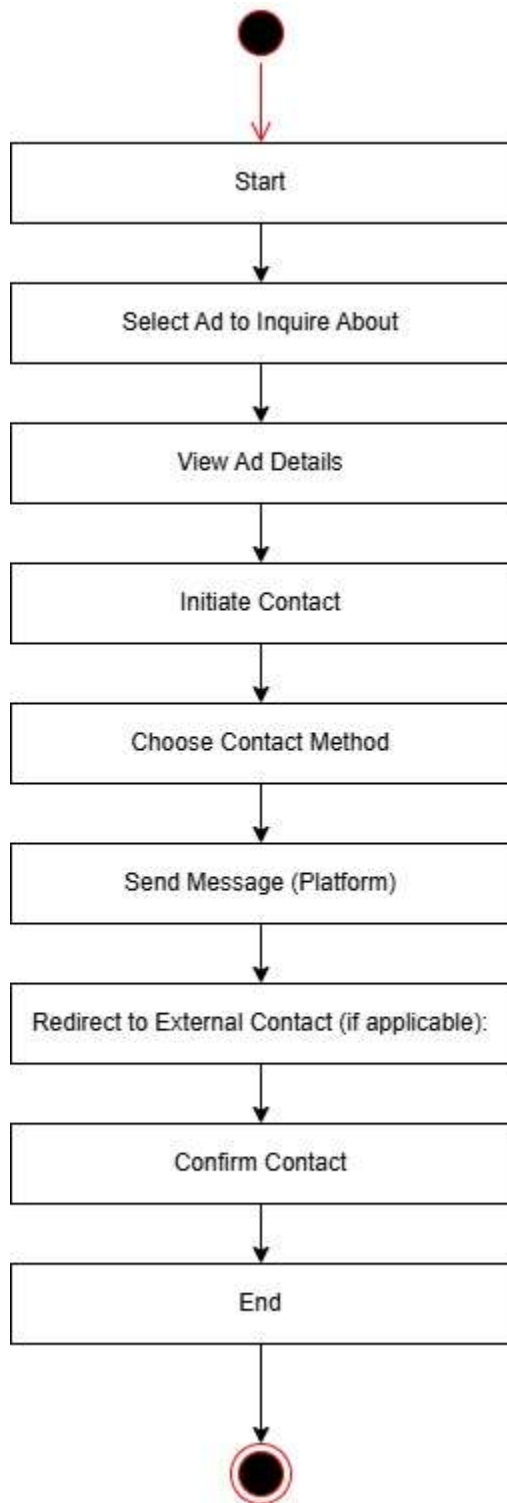 Start
Select Ad to Inquire About
View Ad Details
Initiate Contact
Choose Contact Method
Send Message (Platform)
Redirect to External Contact (if applicable):
Confirm Contact
End